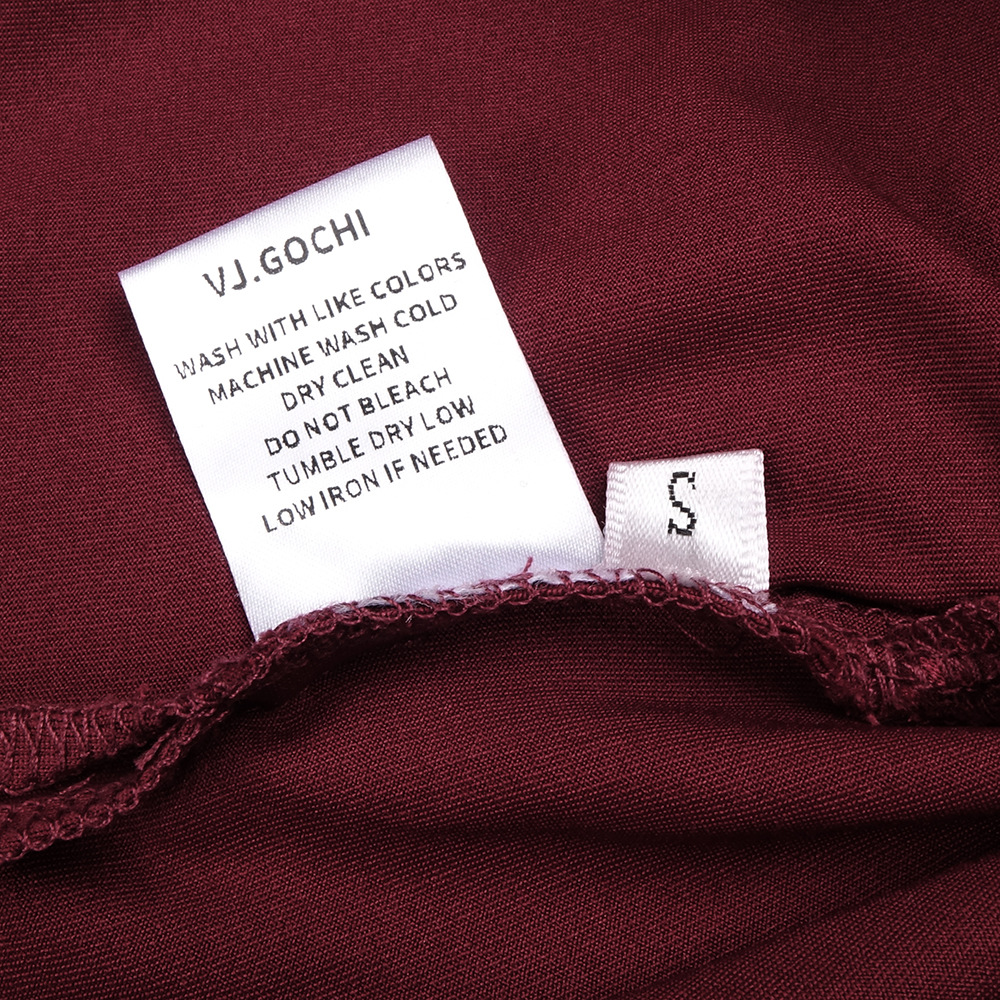 VJ.GOCHI
WASH WITH LIKE COLORS
MACHINE WASH COLD
DRY CLEAN
DO NOT BLEACH
TUMBLE DRY LOW
LOW IRON IF NEEDED
S